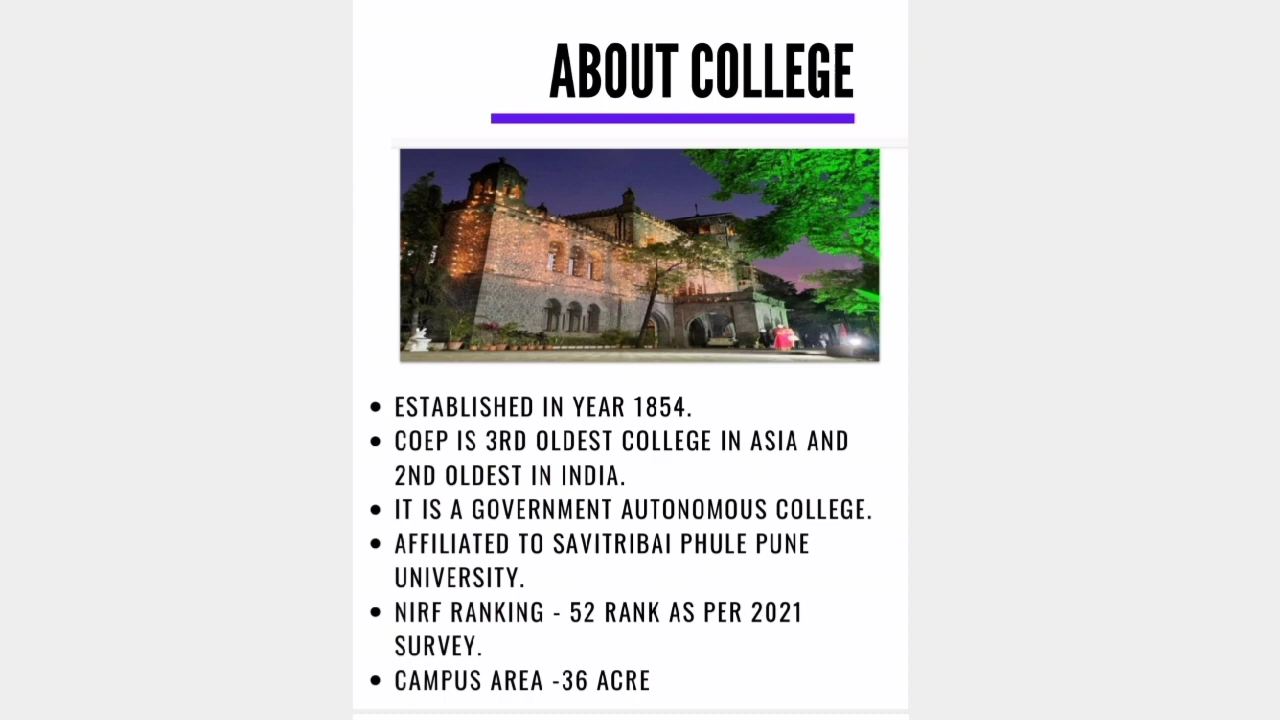 ABOUT COLLEGE
• ESTABLISHED IN YEAR 1854.
• COEP IS 3RD OLDEST COLLEGE IN ASIA AND
2ND OLDEST IN INDIA.
• IT IS A GOVERNMENT AUTONOMOUS COLLEGE.
• AFFILIATED TO SAVITRIBAI PHULE PUNE
UNIVERSITY.
• NIRF RANKING - 52 RANK AS PER 2021
SURVEY.
• CAMPUS AREA -36 ACRE